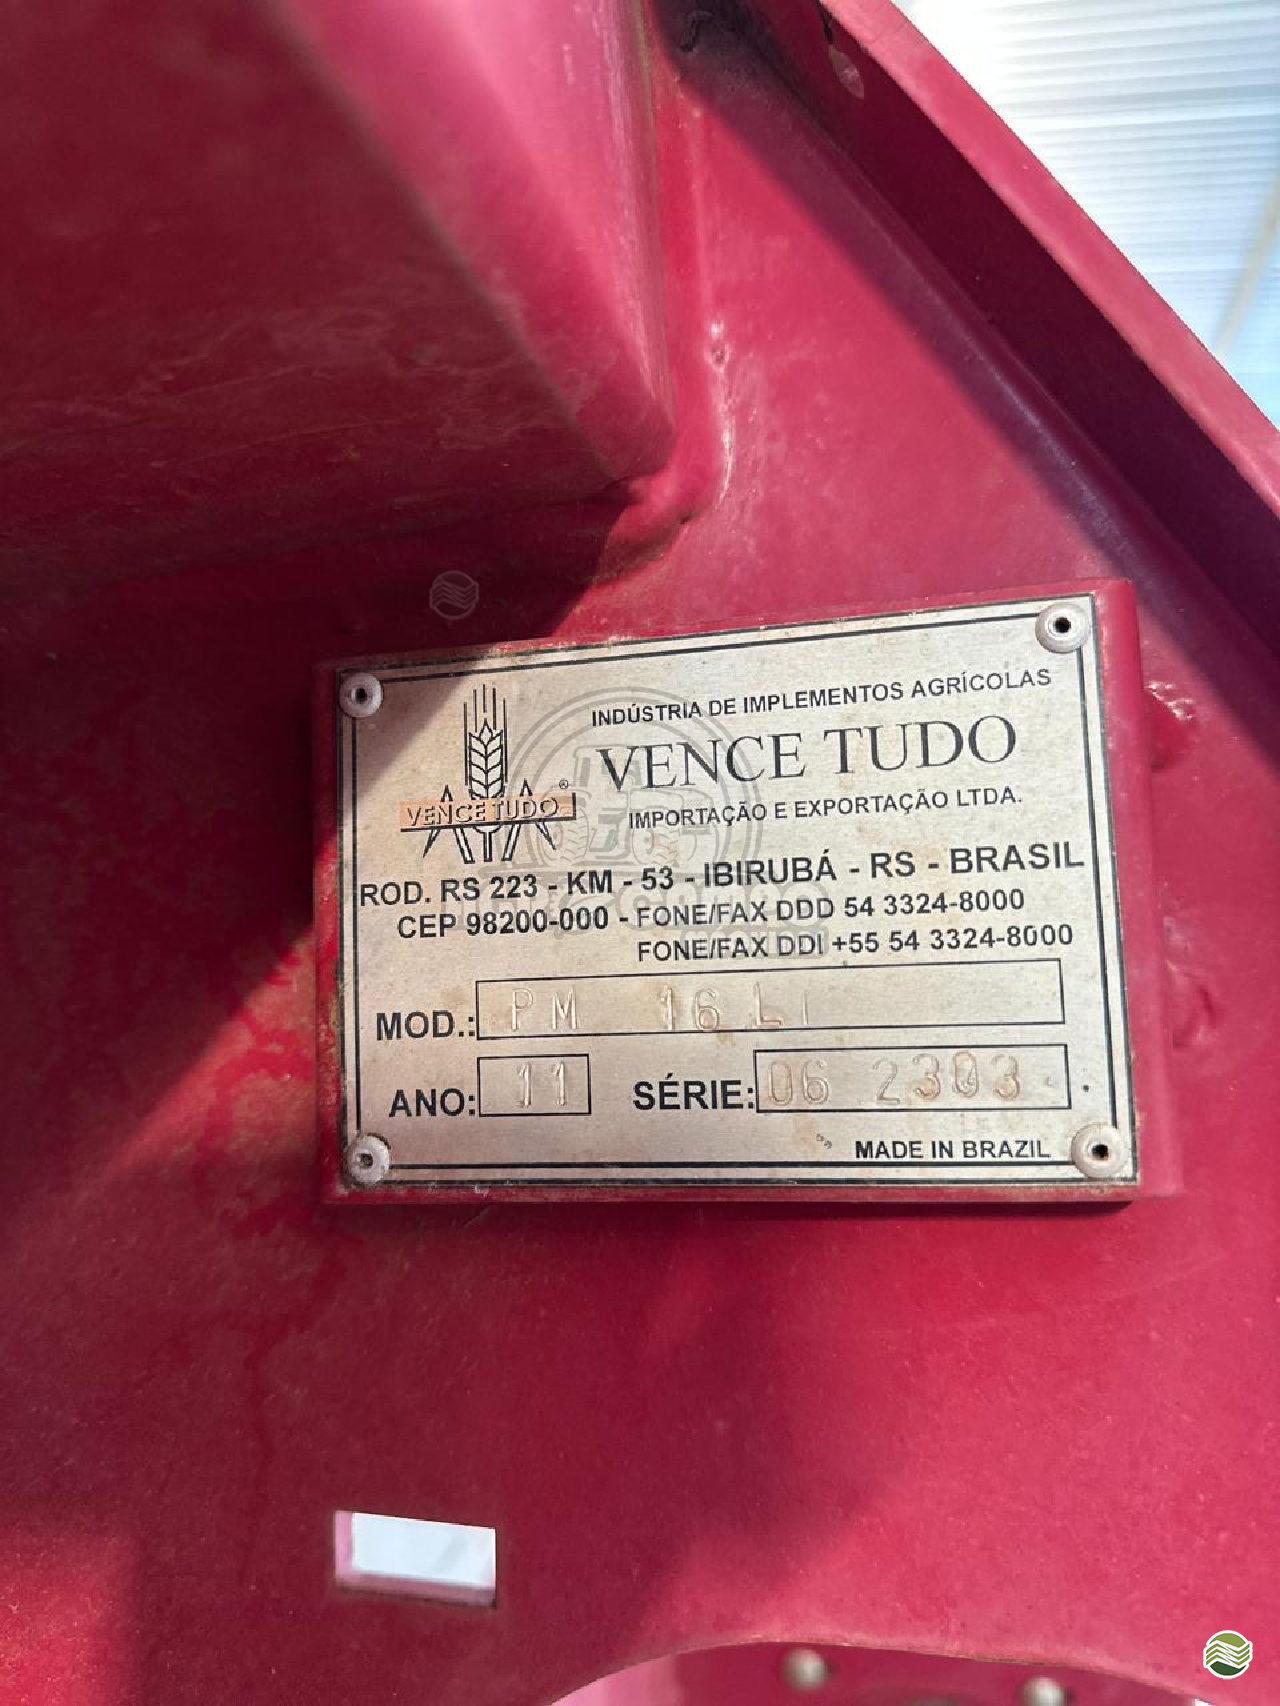 INDÚSTRIA DE IMPLEMENTOS AGRÍCOLAS
VENCE TUDO
IMPORTAÇÃO E EXPORTAÇÃO LTDA.
VENCE TUDO ®
ROD. RS 223 - KM - 53 - IBIRUBÁ - RS - BRASIL
CEP 98200-000 - FONE/FAX DDD 54 3324-8000
FONE/FAX DDI +55 54 3324-8000
MOD.: PM 16
ANO: 11 SÉRIE: 06 2303
MADE IN BRAZIL